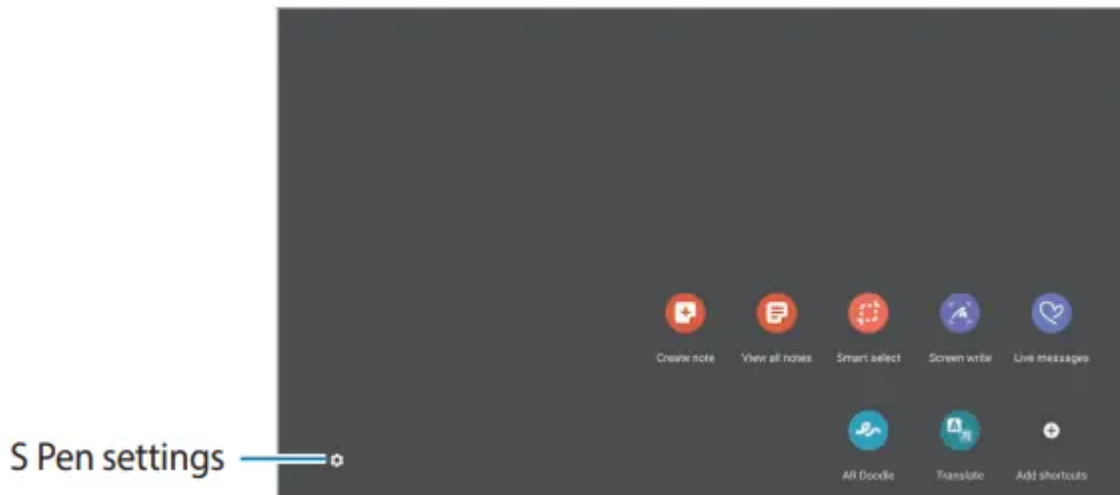 Create note View all notes Smart select Screen write Live messages
S Pen settings
AR Doodle Translate Add shortcuts